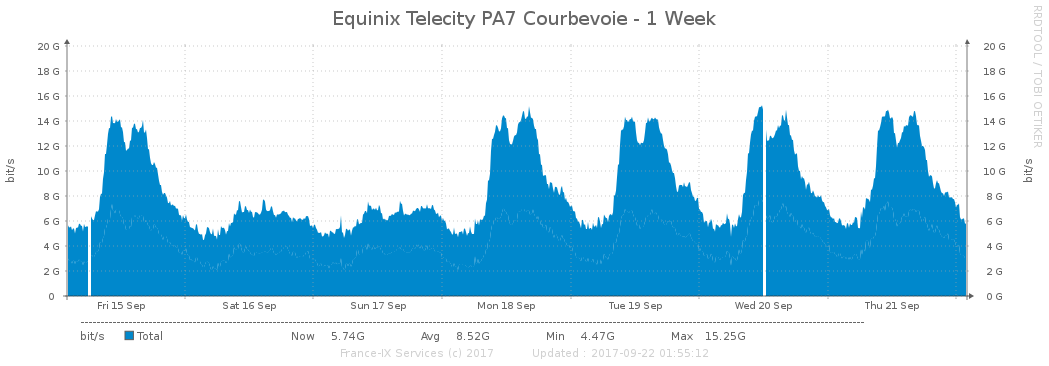 Equinix Telecity PA7 Courbevoie - 1 Week
RRDTOOL / TOBI OETIKER
20 G 20 G
18 G 18 G
16 G 16 G
14 G 14 G
12 G 12 G
10 G 10 G
8 G 8 G
6 G 6 G
4 G 4 G
2 G 2 G
0 0 G
bit/s
bit/s
Fri 15 Sep Sat 16 Sep Sun 17 Sep Mon 18 Sep Tue 19 Sep Wed 20 Sep Thu 21 Sep
bit/s Total Now 5.74G Avg 8.52G Min 4.47G Max 15.25G
France-IX Services (c) 2017 Updated : 2017-09-22 01:55:12